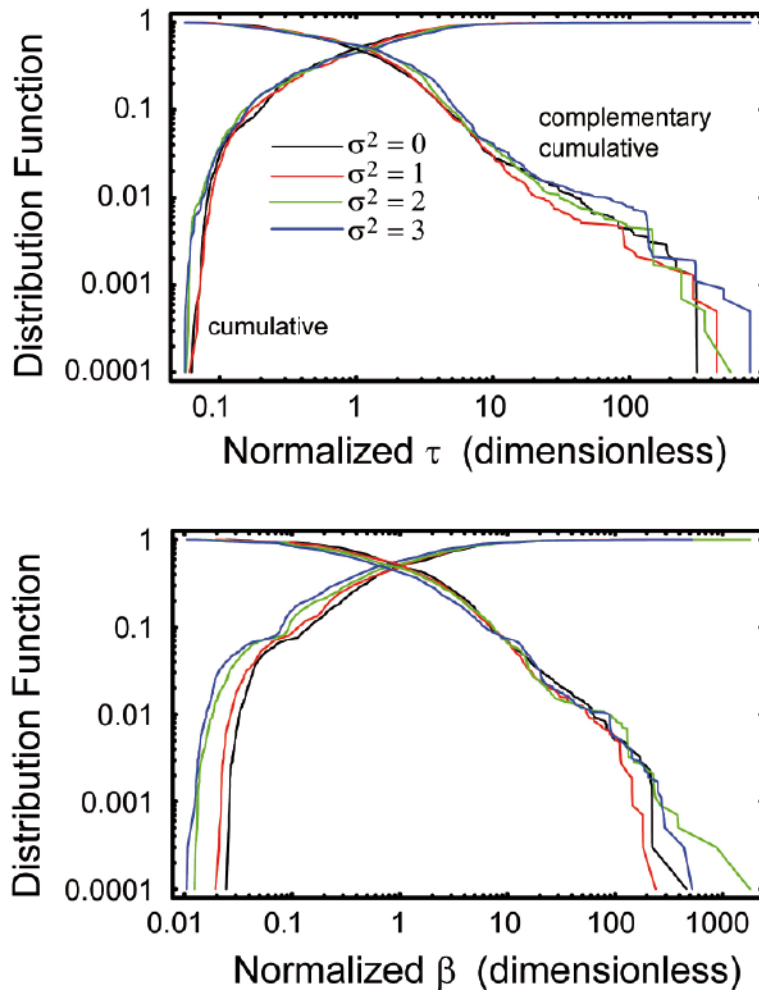 Distribution Function
1
0.1
0.01
0.001
0.0001
complementary
cumulative
σ² = 0
σ² = 1
σ² = 2
σ² = 3
cumulative
0.1 1 10 100
Normalized τ (dimensionless)
Distribution Function
1
0.1
0.01
0.001
0.0001
0.01 0.1 1 10 100 1000
Normalized β (dimensionless)